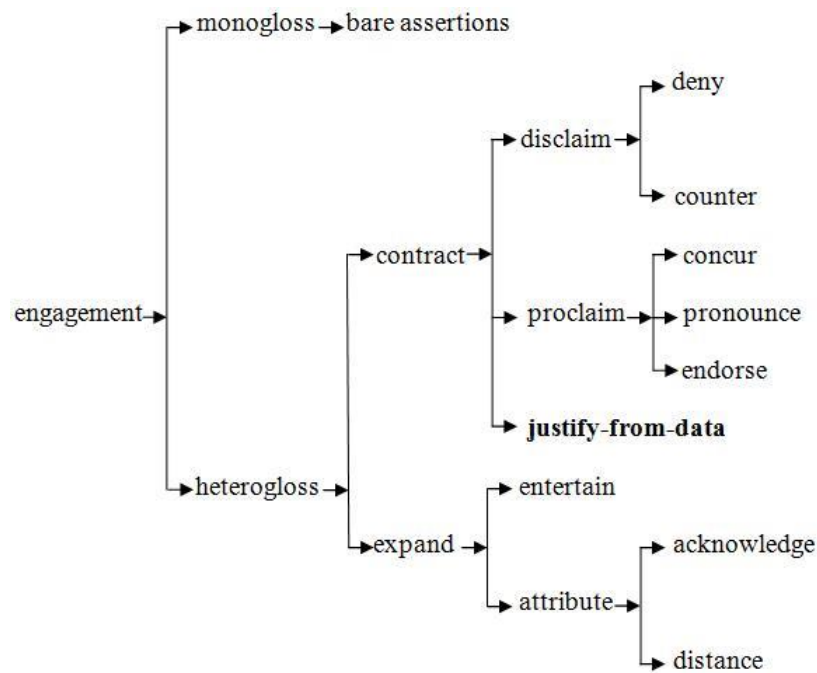 monogloss bare assertions
deny
disclaim
counter
contract
concur
engagement
proclaim
pronounce
endorse
justify-from-data
heterogloss
entertain
expand
acknowledge
attribute
distance